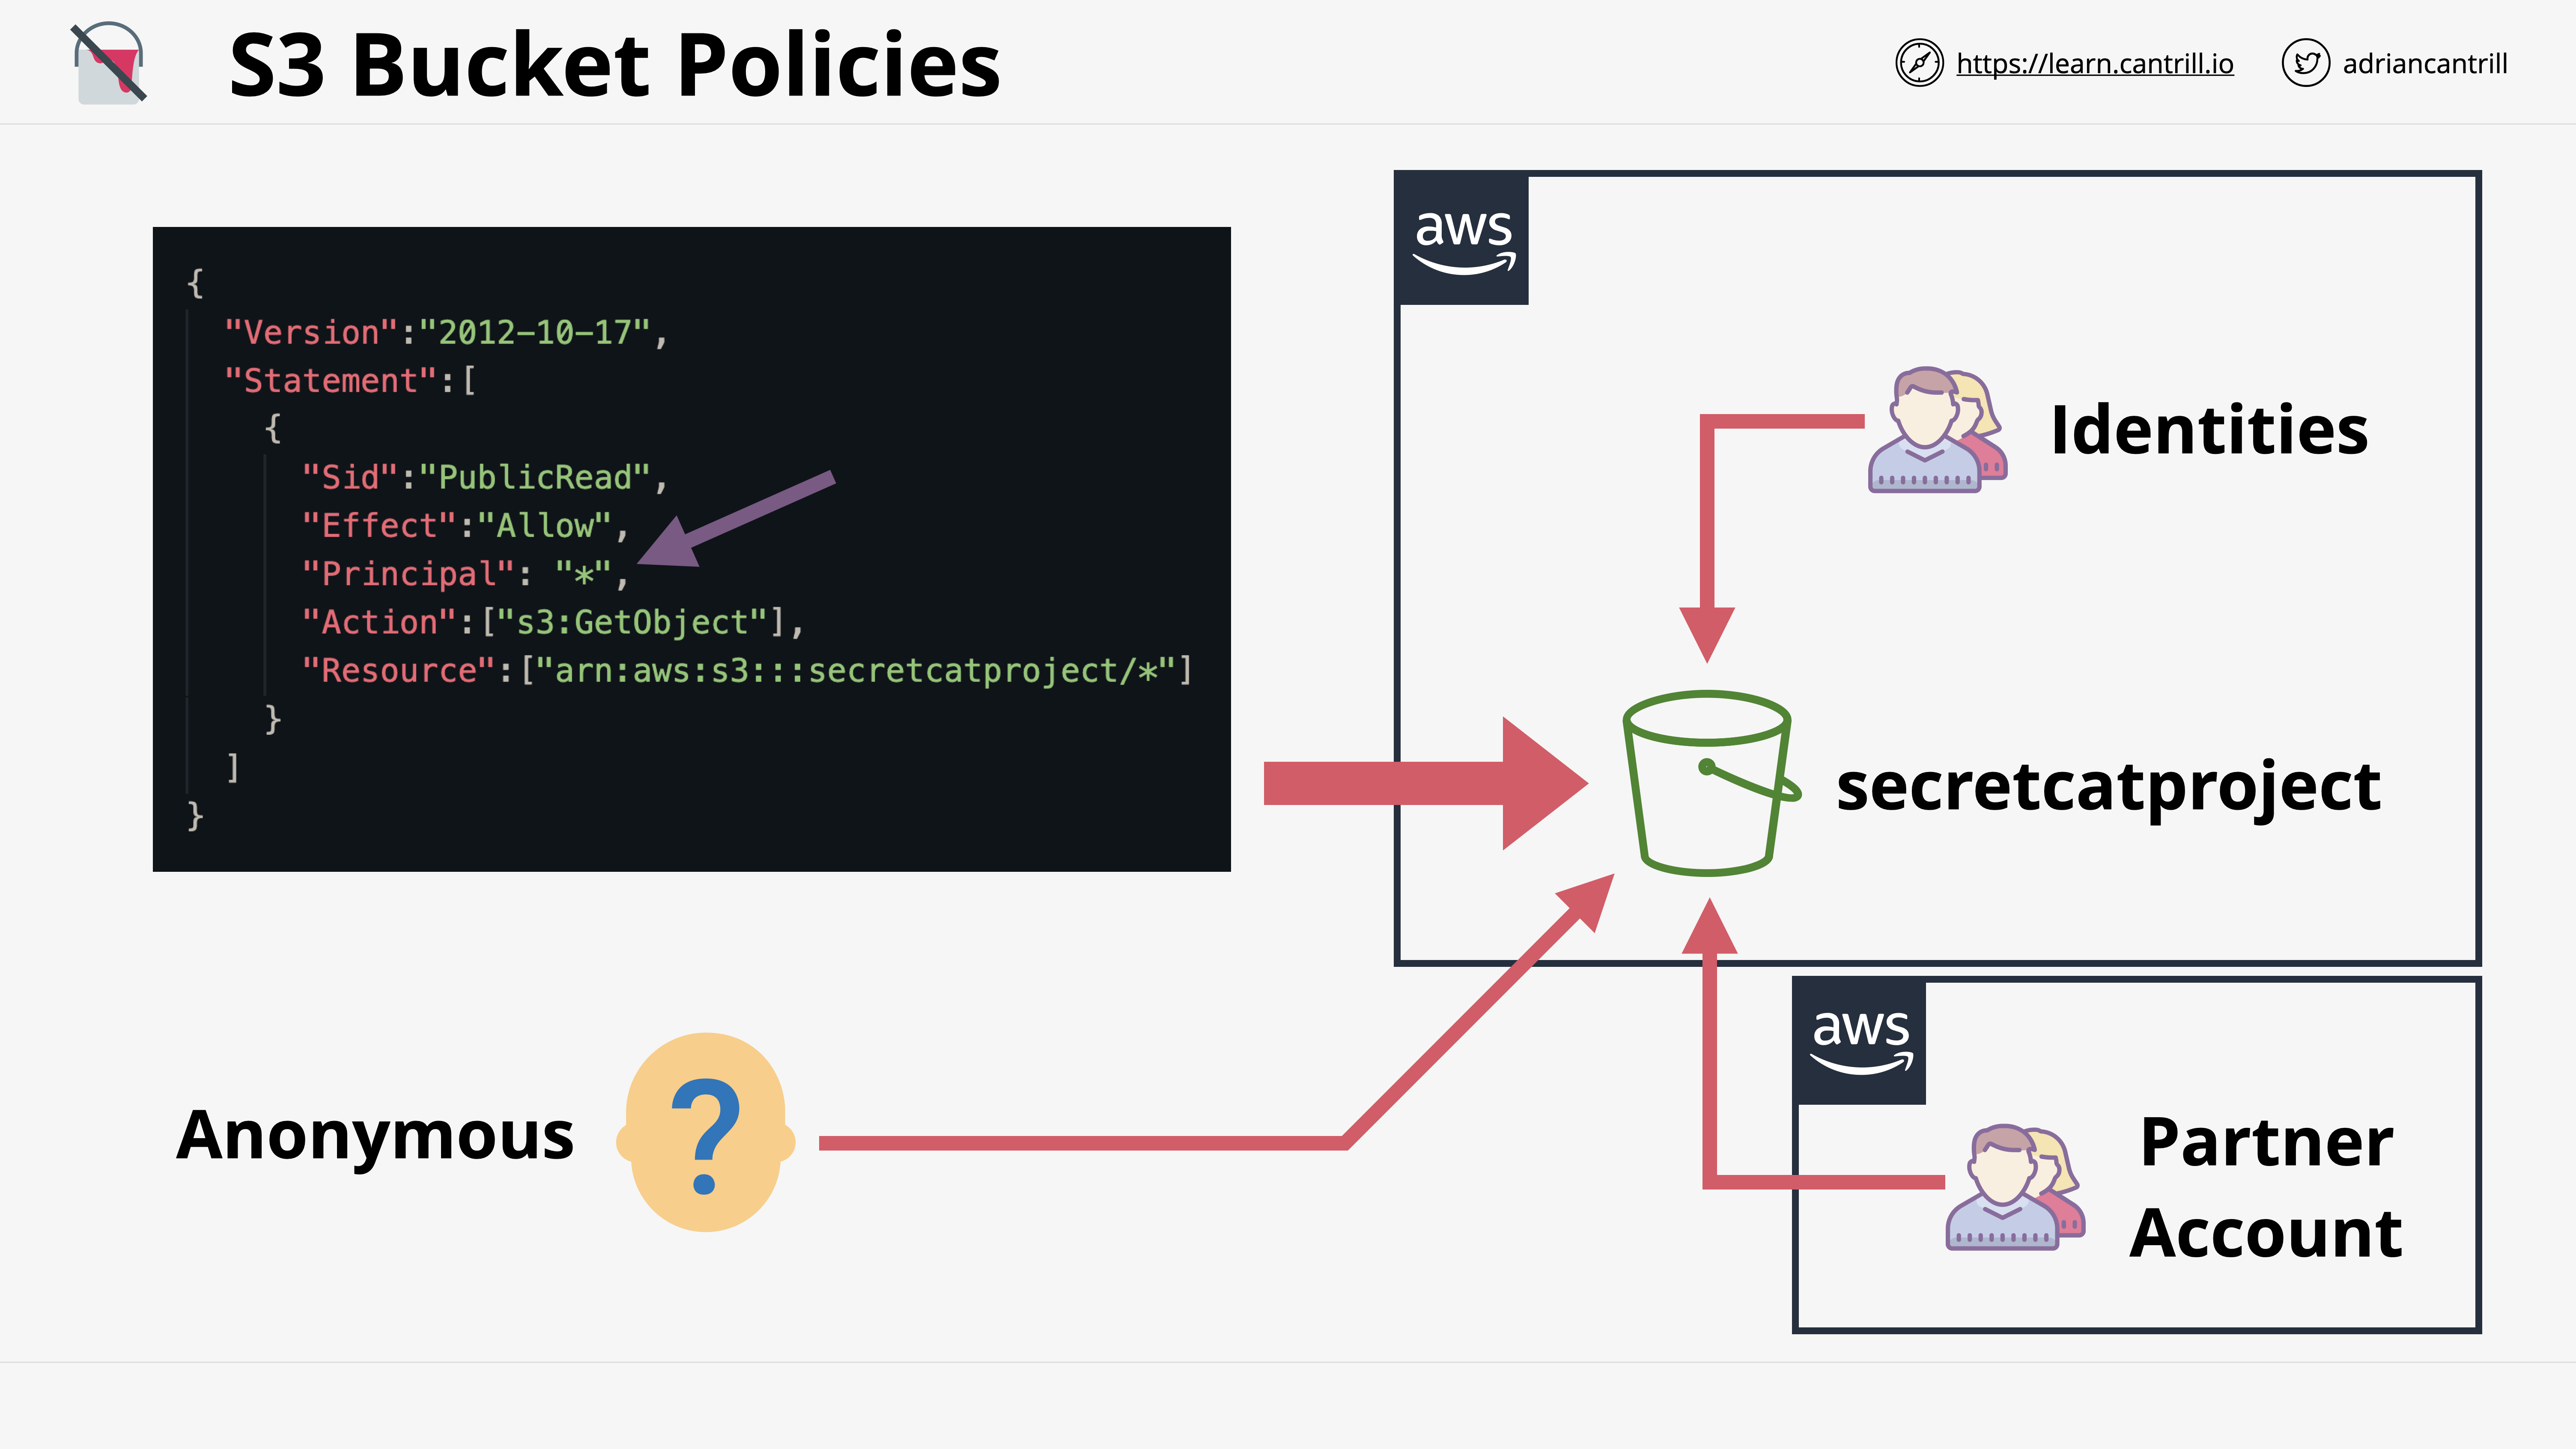 S3 Bucket Policies
https://learn.cantrill.io
adriancantrill
{
"Version":"2012-10-17",
"Statement":[
{
"Sid":"PublicRead",
"Effect":"Allow",
"Principal": "*",
"Action":["s3:GetObject"],
"Resource":["arn:aws:s3:::secretcatproject/*"]
}
]
}
aws
Identities
secretcatproject
Anonymous
?
aws
Partner
Account